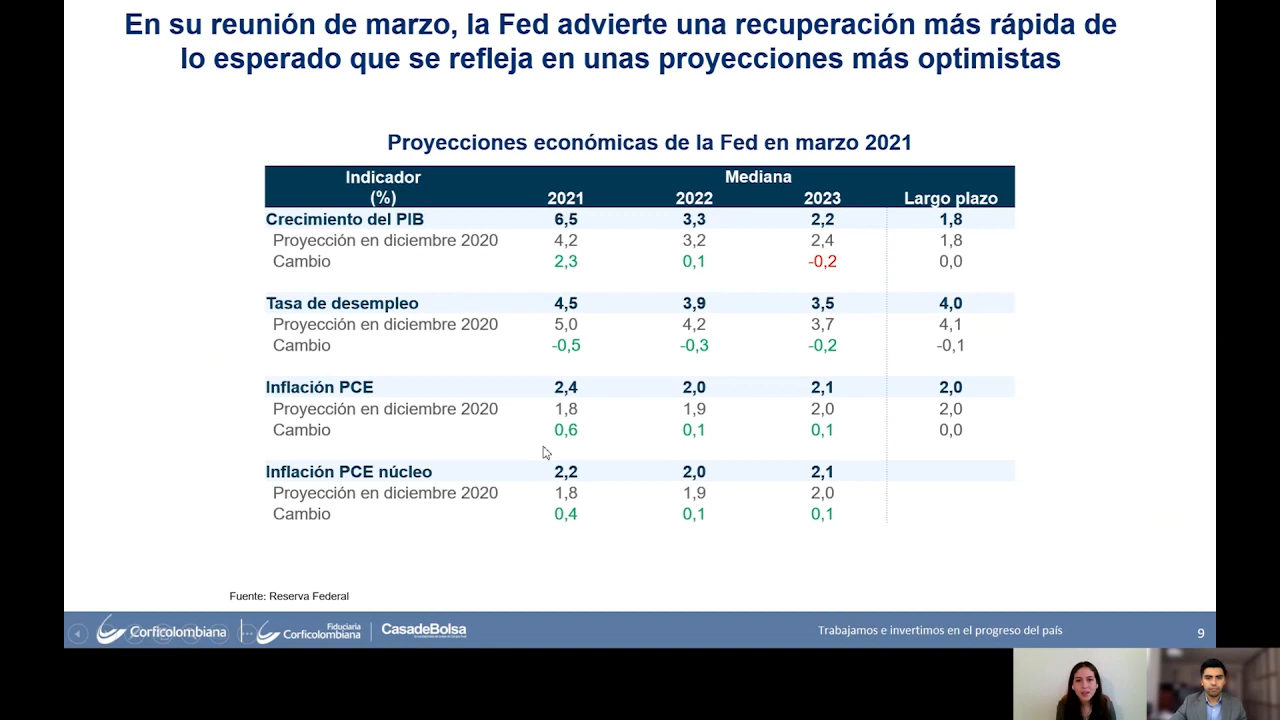 En su reunión de marzo, la Fed advierte una recuperación más rápida de
lo esperado que se refleja en unas proyecciones más optimistas
Proyecciones económicas de la Fed en marzo 2021
Indicador Mediana
(%) 2021 2022 2023 Largo plazo
Crecimiento del PIB 6,5 3,3 2,2 1,8
Proyección en diciembre 2020 4,2 3,2 2,4 1,8
Cambio 2,3 0,1 -0,2 0,0
Tasa de desempleo 4,5 3,9 3,5 4,0
Proyección en diciembre 2020 5,0 4,2 3,7 4,1
Cambio -0,5 -0,3 -0,2 -0,1
Inflación PCE 2,4 2,0 2,1 2,0
Proyección en diciembre 2020 1,8 1,9 2,0 2,0
Cambio 0,6 0,1 0,1 0,0
Inflación PCE núcleo 2,2 2,0 2,1
Proyección en diciembre 2020 1,8 1,9 2,0
Cambio 0,4 0,1 0,1
Fuente: Reserva Federal
Corficolombiana Fiduciaria Corficolombiana CasadeBolsa Trabajamos e invertimos en el progreso del país 9